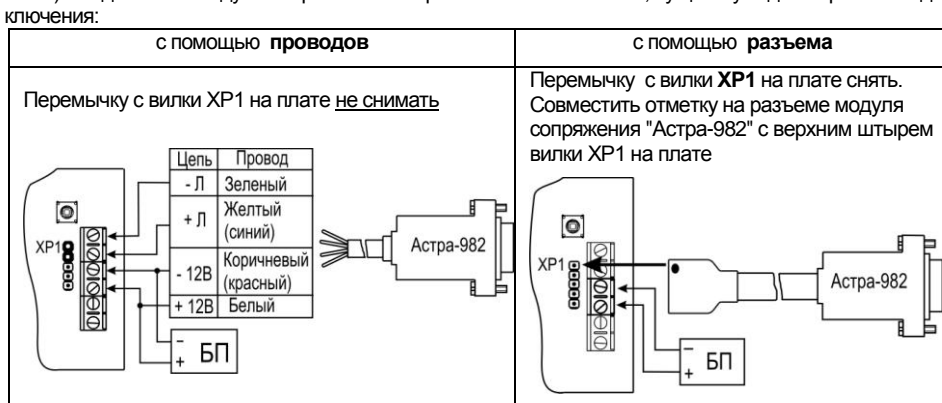 ключения:
с помощью проводов
с помощью разъема
Перемычку с вилки XP1 на плате не снимать
Перемычку с вилки XP1 на плате снять.
Совместить отметку на разъеме модуля
сопряжения "Астра-982" с верхним штырем
вилки XP1 на плате
Цепь Провод
- Л Зеленый
+ Л Желтый
(синий)
- 12В Коричневый
(красный)
+ 12В Белый
XP1
Астра-982
– + БП
XP1
Астра-982
– + БП